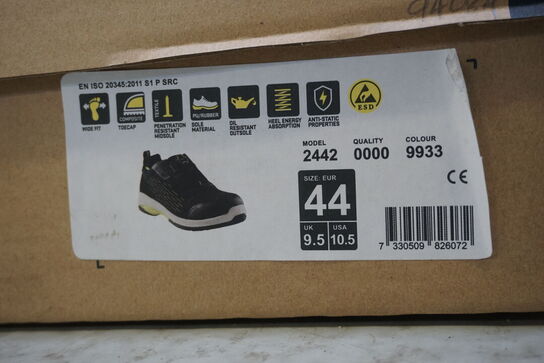 EN ISO 20345:2011 S1 P SRC
WIDE FIT
COMPOSITE
TOECAP
TEXTILE
PENETRATION RESISTANT MIDSOLE
PU/RUBBER
SOLE MATERIAL
OIL RESISTANT OUTSOLE
HEEL ENERGY ABSORPTION
ANTI-STATIC PROPERTIES
ESD
MODEL QUALITY COLOUR
2442 0000 9933
SIZE: EUR
44
UK USA
9.5 10.5
CE
7 330509 826072